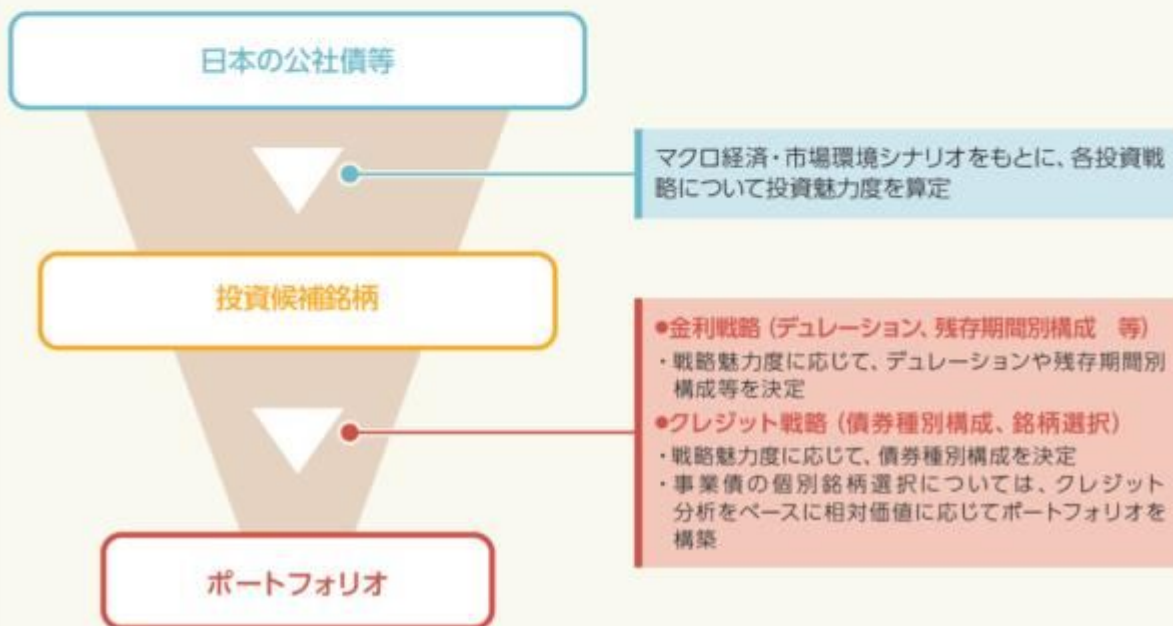 日本の公社債等
マクロ経済・市場環境シナリオをもとに、各投資戦
略について投資魅力度を算定
投資候補銘柄
●金利戦略（デュレーション、残存期間別構成　等）
・戦略魅力度に応じて、デュレーションや残存期間別
構成等を決定
●クレジット戦略（債券種別構成、銘柄選択）
・戦略魅力度に応じて、債券種別構成を決定
・事業債の個別銘柄選択については、クレジット
分析をベースに相対価値に応じてポートフォリオを
構築
ポートフォリオ